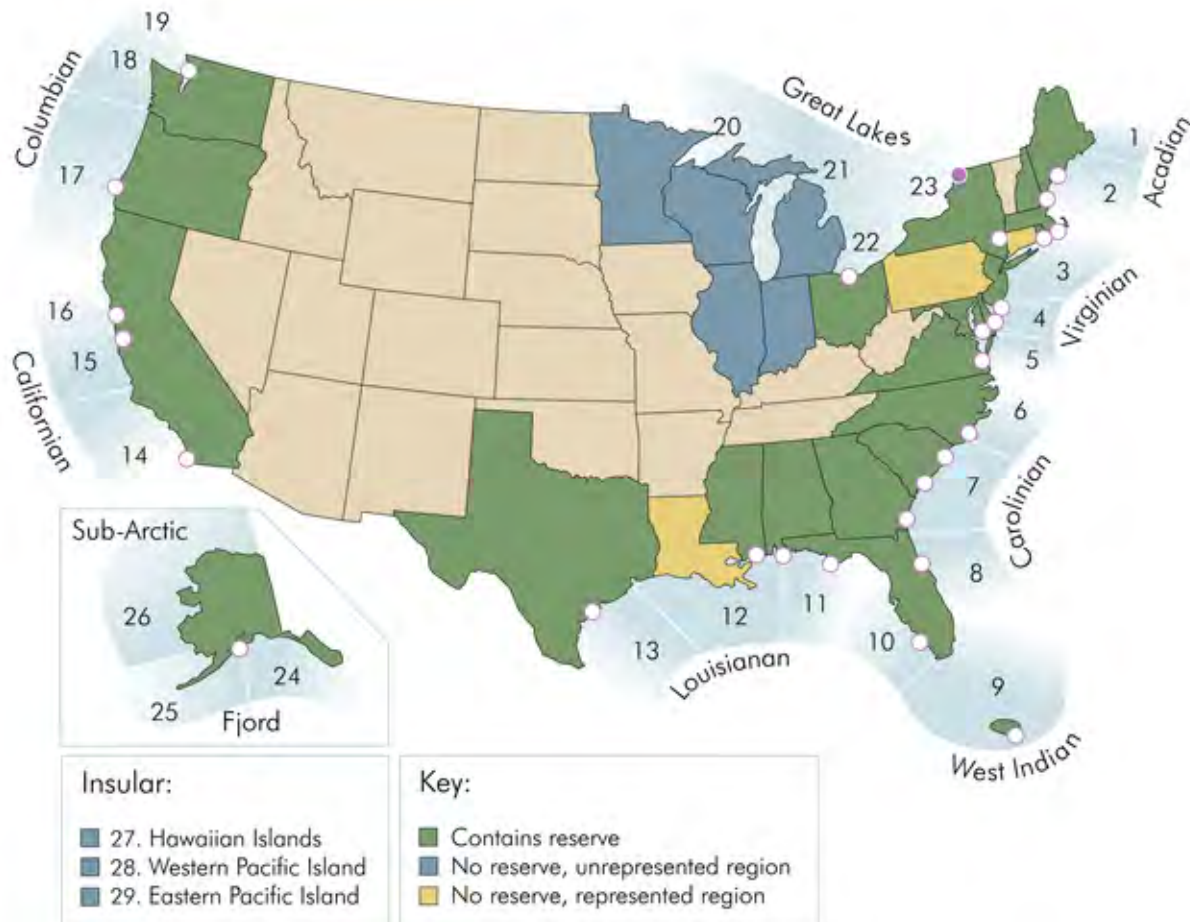 19
18
Columbian
17
16
15
Californian
14
20
Great Lakes
21
23
22
1
Acadian
2
3
4
Virginian
5
6
7
Carolinian
8
11
12
13
Louisianan
10
9
West Indian
Sub-Arctic
26
24
25
Fjord
Insular:
27. Hawaiian Islands
28. Western Pacific Island
29. Eastern Pacific Island
Key:
Contains reserve
No reserve, unrepresented region
No reserve, represented region